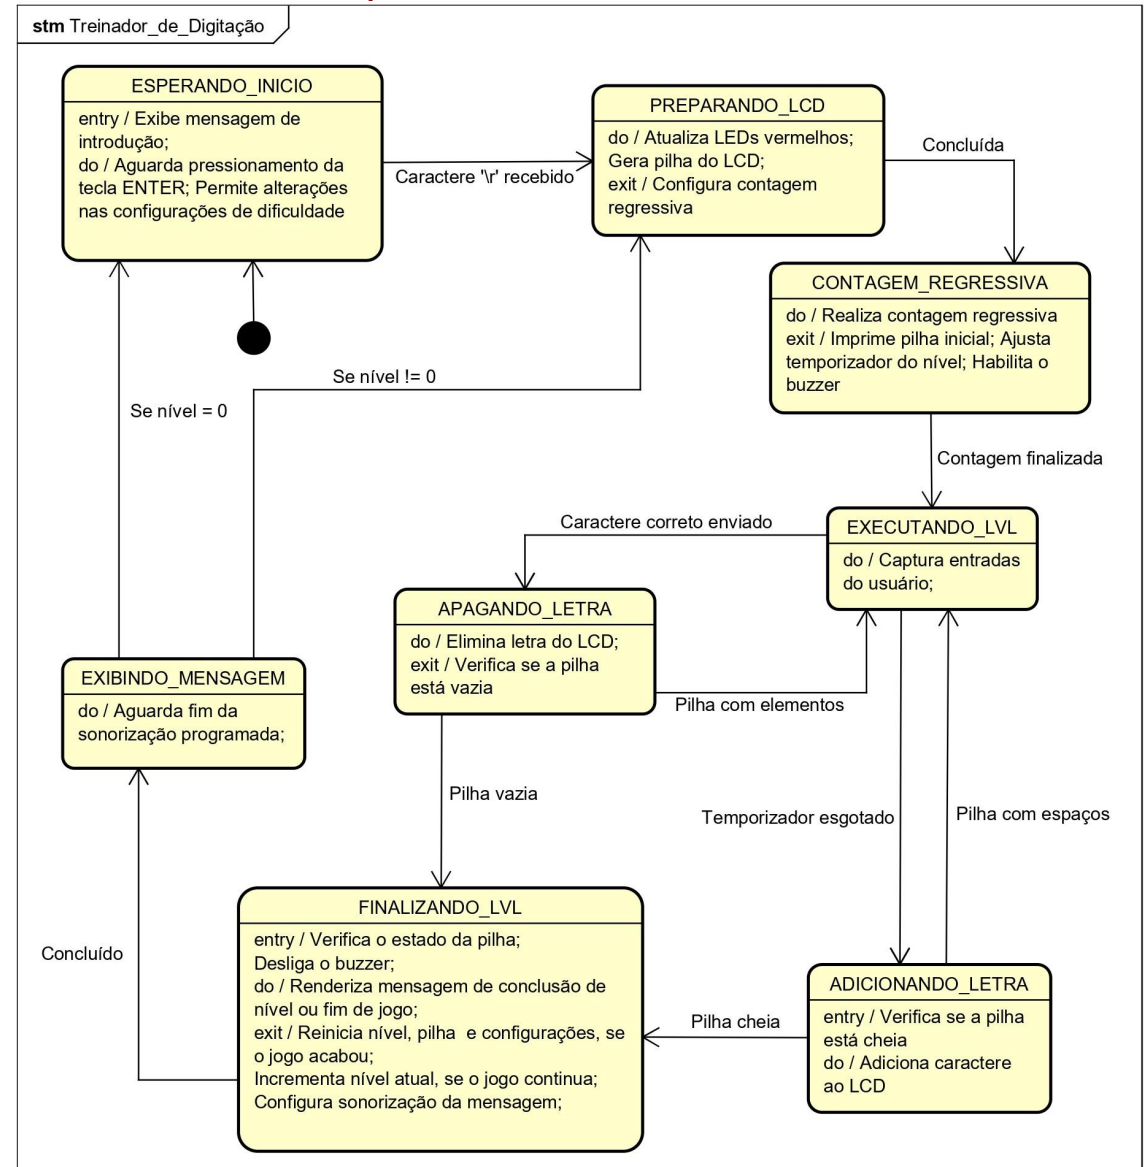 stm Treinador_de_Digitação
ESPERANDO_INICIO
entry / Exibe mensagem de
introdução;
do / Aguarda pressionamento da
tecla ENTER; Permite alterações
nas configurações de dificuldade
Caractere '\r' recebido
PREPARANDO_LCD
do / Atualiza LEDs vermelhos;
Gera pilha do LCD;
exit / Configura contagem
regressiva
Concluída
CONTAGEM_REGRESSIVA
do / Realiza contagem regressiva
exit / Imprime pilha inicial; Ajusta
temporizador do nível; Habilita o
buzzer
Se nível != 0
Se nível = 0
Contagem finalizada
EXECUTANDO_LVL
do / Captura entradas
do usuário;
Caractere correto enviado
APAGANDO_LETRA
do / Elimina letra do LCD;
exit / Verifica se a pilha
está vazia
Pilha com elementos
EXIBINDO_MENSAGEM
do / Aguarda fim da
sonorização programada;
Pilha vazia
Temporizador esgotado
Pilha com espaços
FINALIZANDO_LVL
entry / Verifica o estado da pilha;
Desliga o buzzer;
do / Renderiza mensagem de conclusão de
nível ou fim de jogo;
exit / Reinicia nível, pilha e configurações, se
o jogo acabou;
Incrementa nível atual, se o jogo continua;
Configura sonorização da mensagem;
Concluído
Pilha cheia
ADICIONANDO_LETRA
entry / Verifica se a pilha
está cheia
do / Adiciona caractere
ao LCD